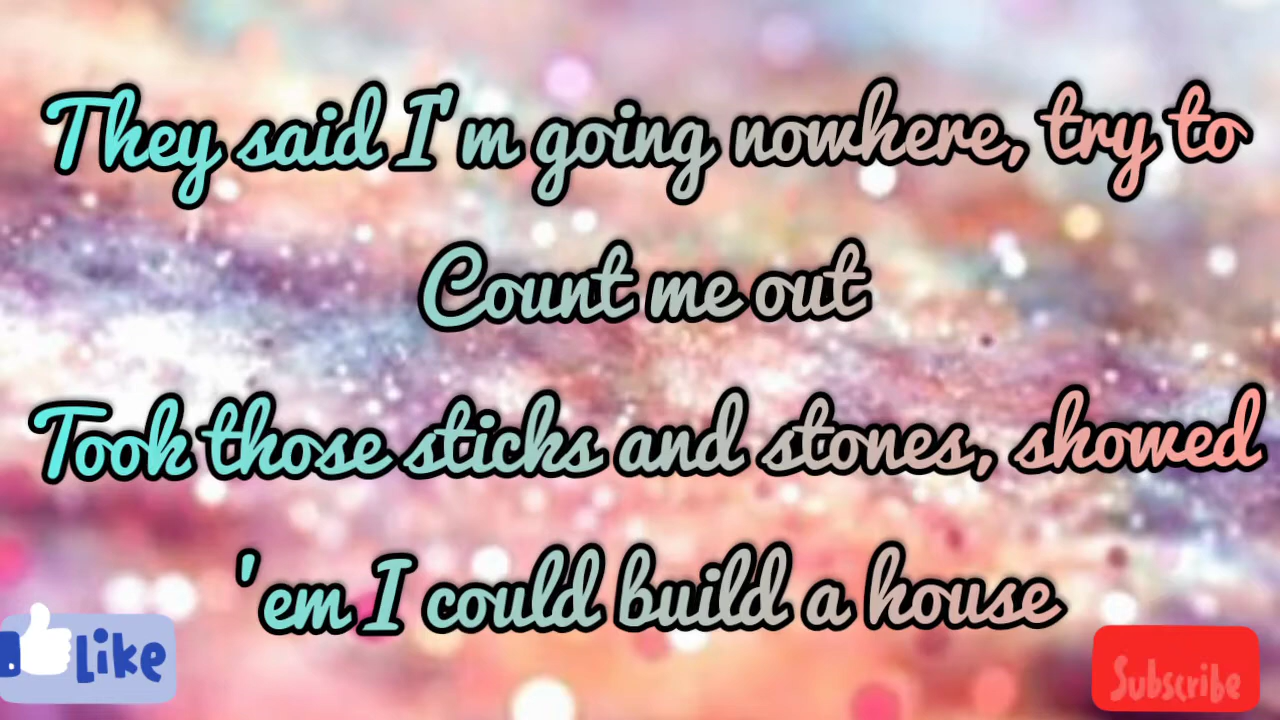 They said I'm going nowhere, try to
Count me out
Took those sticks and stones, showed
'em I could build a house
Like
Subscribe